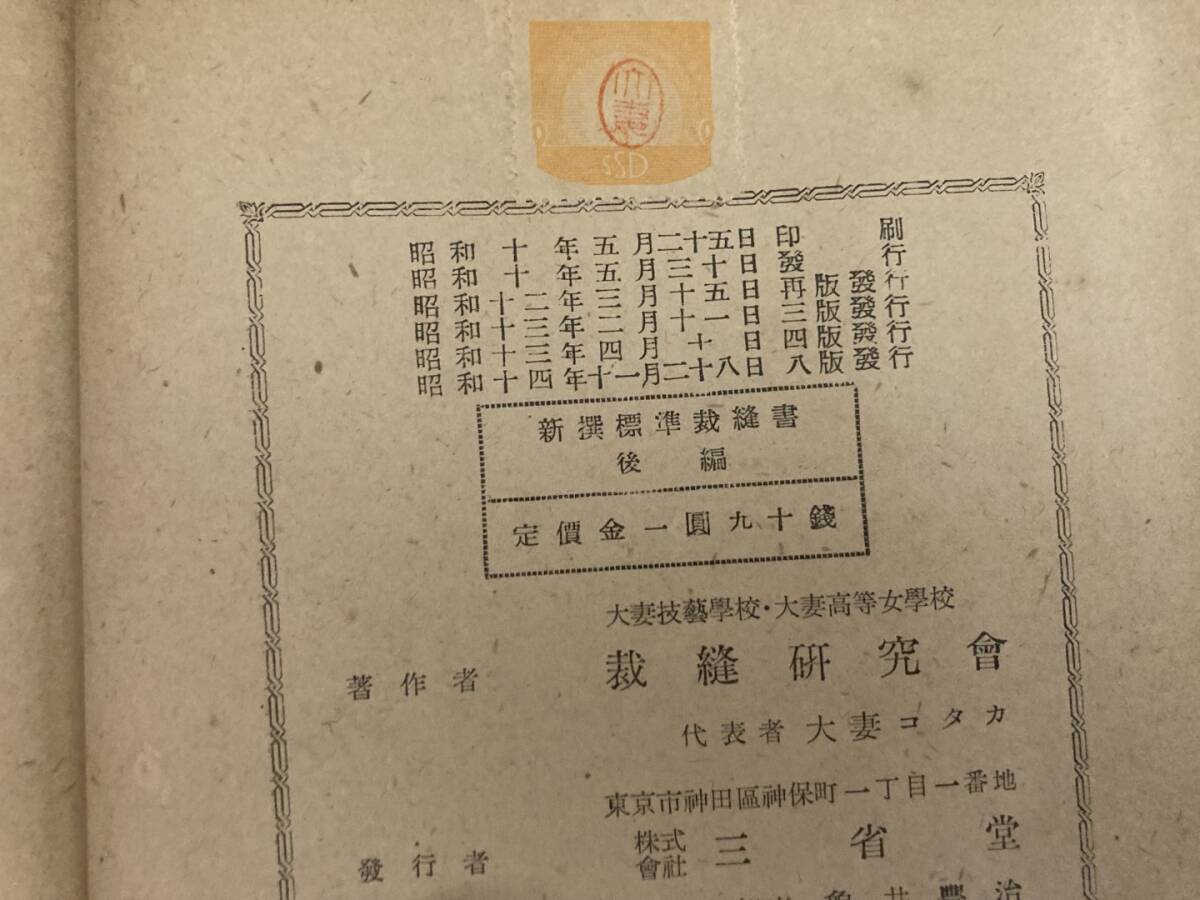 SSD
昭和十年五月二十五日印刷
昭和十年五月三十日發行
昭和十二年三月十五日再版發行
昭和十三年二月十一日三版發行
昭和十三年四月十日四版發行
昭和十四年十一月二十八日八版發行
新撰標準裁縫書
後編
定價金一圓九十錢
大妻技藝學校・大妻高等女學校
著作者 裁縫研究會
代表者 大妻コタカ
東京市神田區神保町一丁目一番地
發行者 株式會社 三省堂